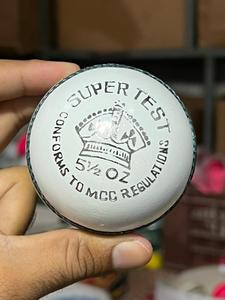 SUPER TEST
5½ OZ
CONFORMS TO MCC REGULATIONS